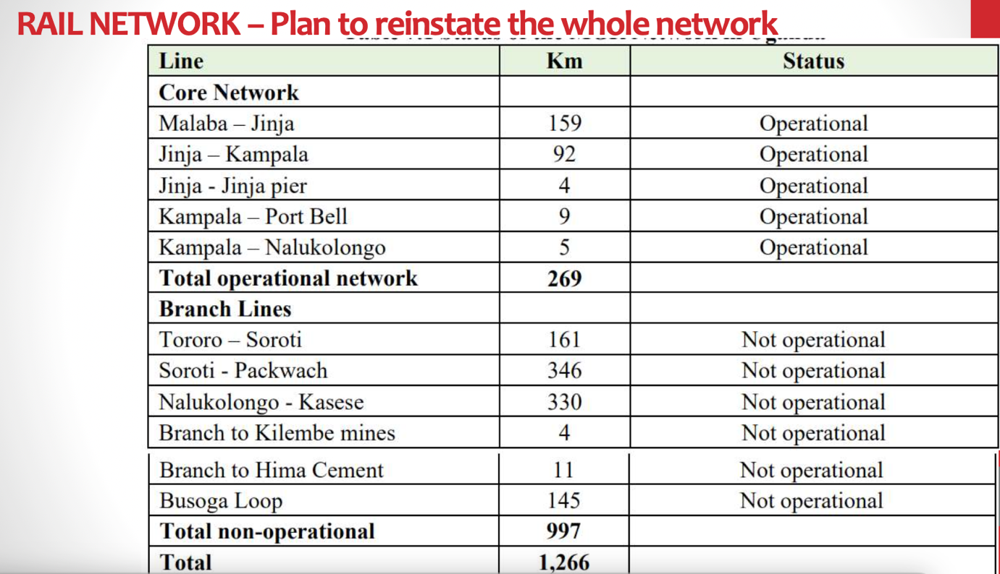 RAIL NETWORK – Plan to reinstate the whole network
Line Km Status
Core Network
Malaba – Jinja 159 Operational
Jinja – Kampala 92 Operational
Jinja - Jinja pier 4 Operational
Kampala – Port Bell 9 Operational
Kampala – Nalukolongo 5 Operational
Total operational network 269
Branch Lines
Tororo – Soroti 161 Not operational
Soroti - Packwach 346 Not operational
Nalukolongo - Kasese 330 Not operational
Branch to Kilembe mines 4 Not operational
Branch to Hima Cement 11 Not operational
Busoga Loop 145 Not operational
Total non-operational 997
Total 1,266